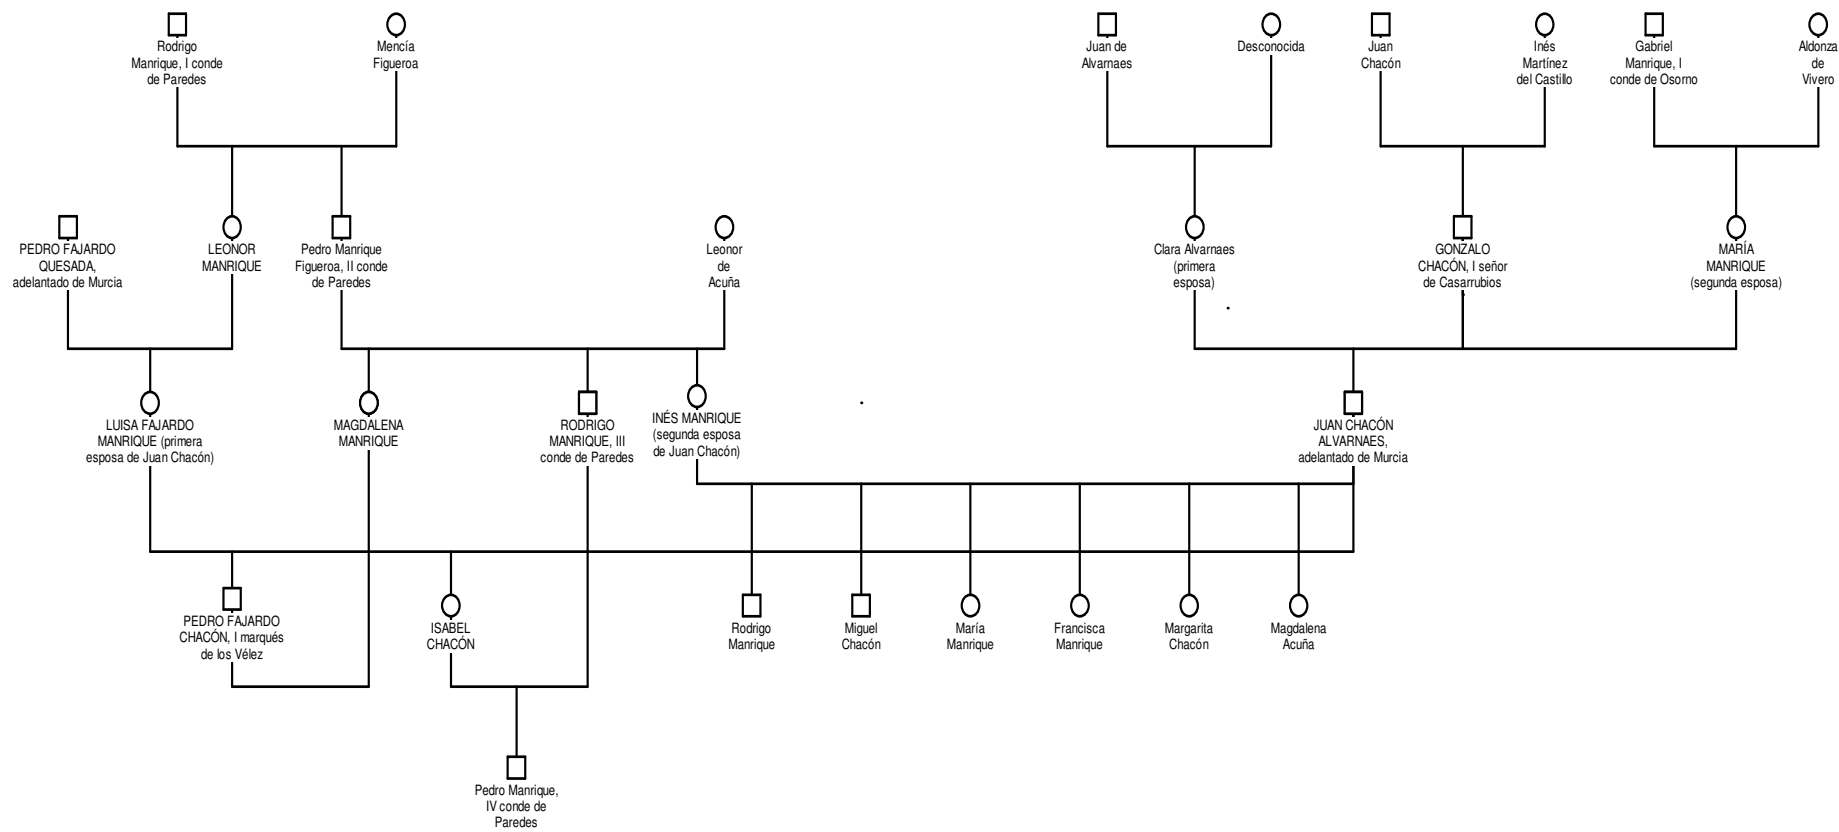 Rodrigo
Manrique, I conde
de Paredes
Mencía
Figueroa
Juan de
Alvarnaes
Desconocida
Juan
Chacón
Inés
Martínez
del Castillo
Gabriel
Manrique, I
conde de Osorno
Aldonza
de
Vivero
PEDRO FAJARDO
QUESADA,
adelantado de Murcia
LEONOR
MANRIQUE
Pedro Manrique
Figueroa, II conde
de Paredes
Leonor
de
Acuña
Clara Alvarnaes
(primera
esposa)
GONZALO
CHACÓN, I señor
de Casarrubios
MARÍA
MANRIQUE
(segunda esposa)
LUISA FAJARDO
MANRIQUE (primera
esposa de Juan Chacón)
MAGDALENA
MANRIQUE
RODRIGO
MANRIQUE, III
conde de Paredes
INÉS MANRIQUE
(segunda esposa
de Juan Chacón)
JUAN CHACÓN
ALVARNAES,
adelantado de Murcia
PEDRO FAJARDO
CHACÓN, I marqués
de los Vélez
ISABEL
CHACÓN
Rodrigo
Manrique
Miguel
Chacón
María
Manrique
Francisca
Manrique
Margarita
Chacón
Magdalena
Acuña
Pedro Manrique,
IV conde de
Paredes